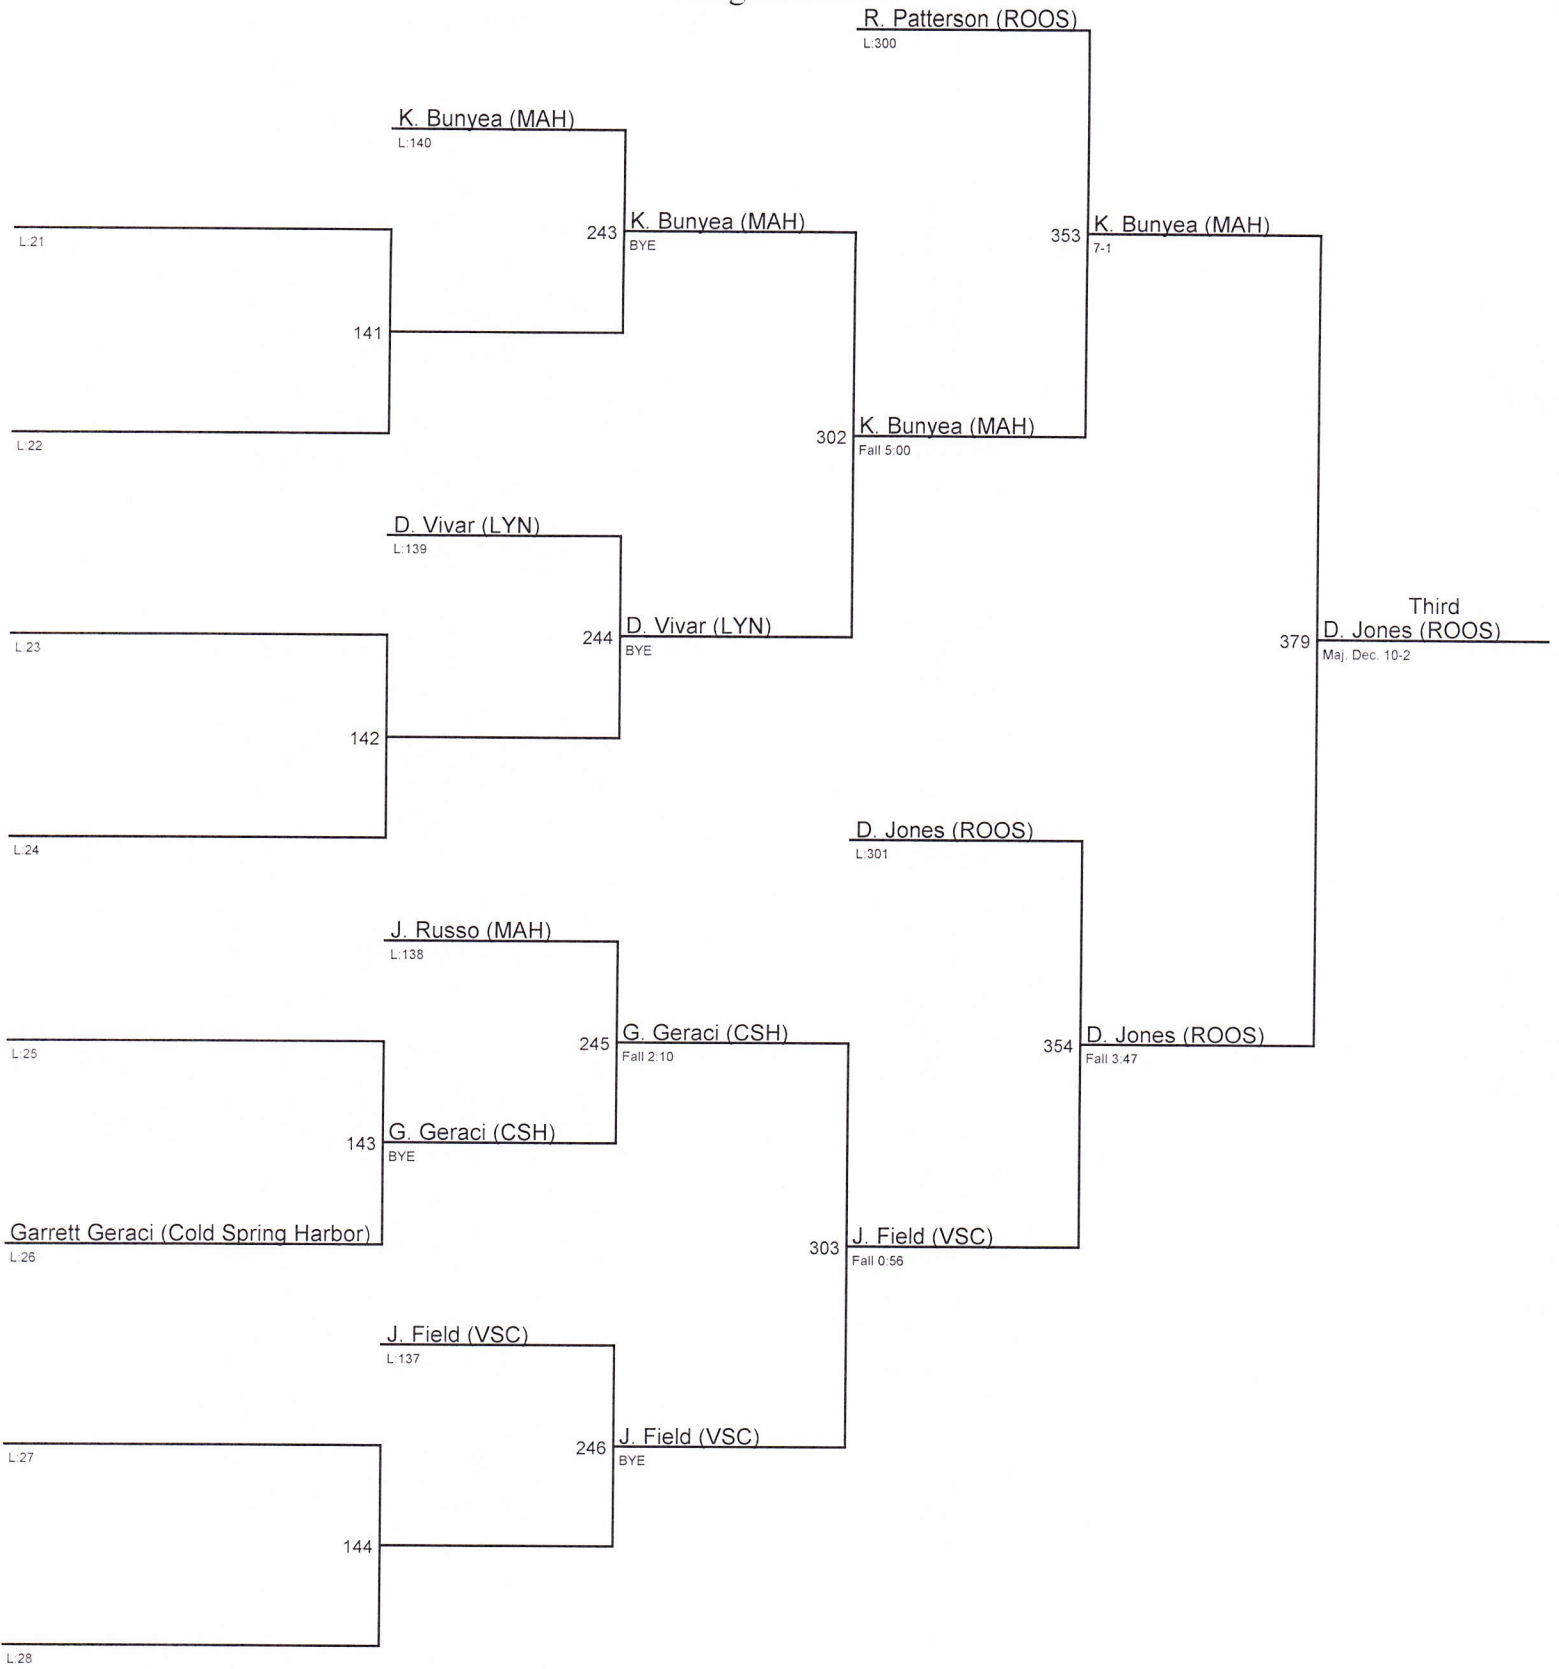 R. Patterson (ROOS)
L:300
K. Bunyea (MAH)
L:140
243 K. Bunyea (MAH)
BYE
353 K. Bunyea (MAH)
7-1
L:21
141
L:22
302 K. Bunyea (MAH)
Fall 5:00
D. Vivar (LYN)
L:139
Third
244 D. Vivar (LYN)
BYE
379 D. Jones (ROOS)
Maj. Dec. 10-2
L:23
142
L:24
D. Jones (ROOS)
L:301
J. Russo (MAH)
L:138
245 G. Geraci (CSH)
Fall 2:10
354 D. Jones (ROOS)
Fall 3:47
L:25
143 G. Geraci (CSH)
BYE
Garrett Geraci (Cold Spring Harbor)
L:26
303 J. Field (VSC)
Fall 0:56
J. Field (VSC)
L:137
246 J. Field (VSC)
BYE
L:27
144
L:28